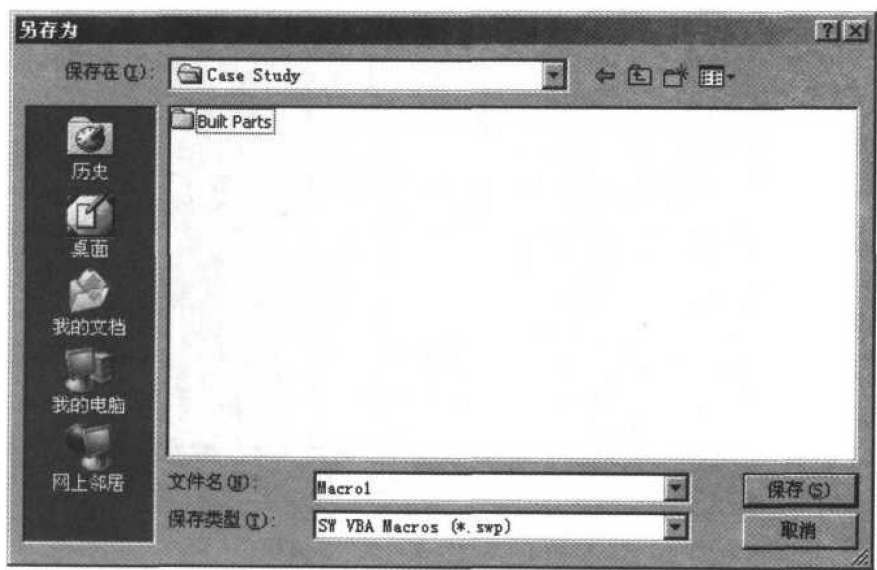 另存为
保存在(I):
Case Study
Built Parts
历史
桌面
我的文档
我的电脑
网上邻居
文件名(N):
Macro1
保存(S)
保存类型(T):
SW VBA Macros (*.swp)
取消